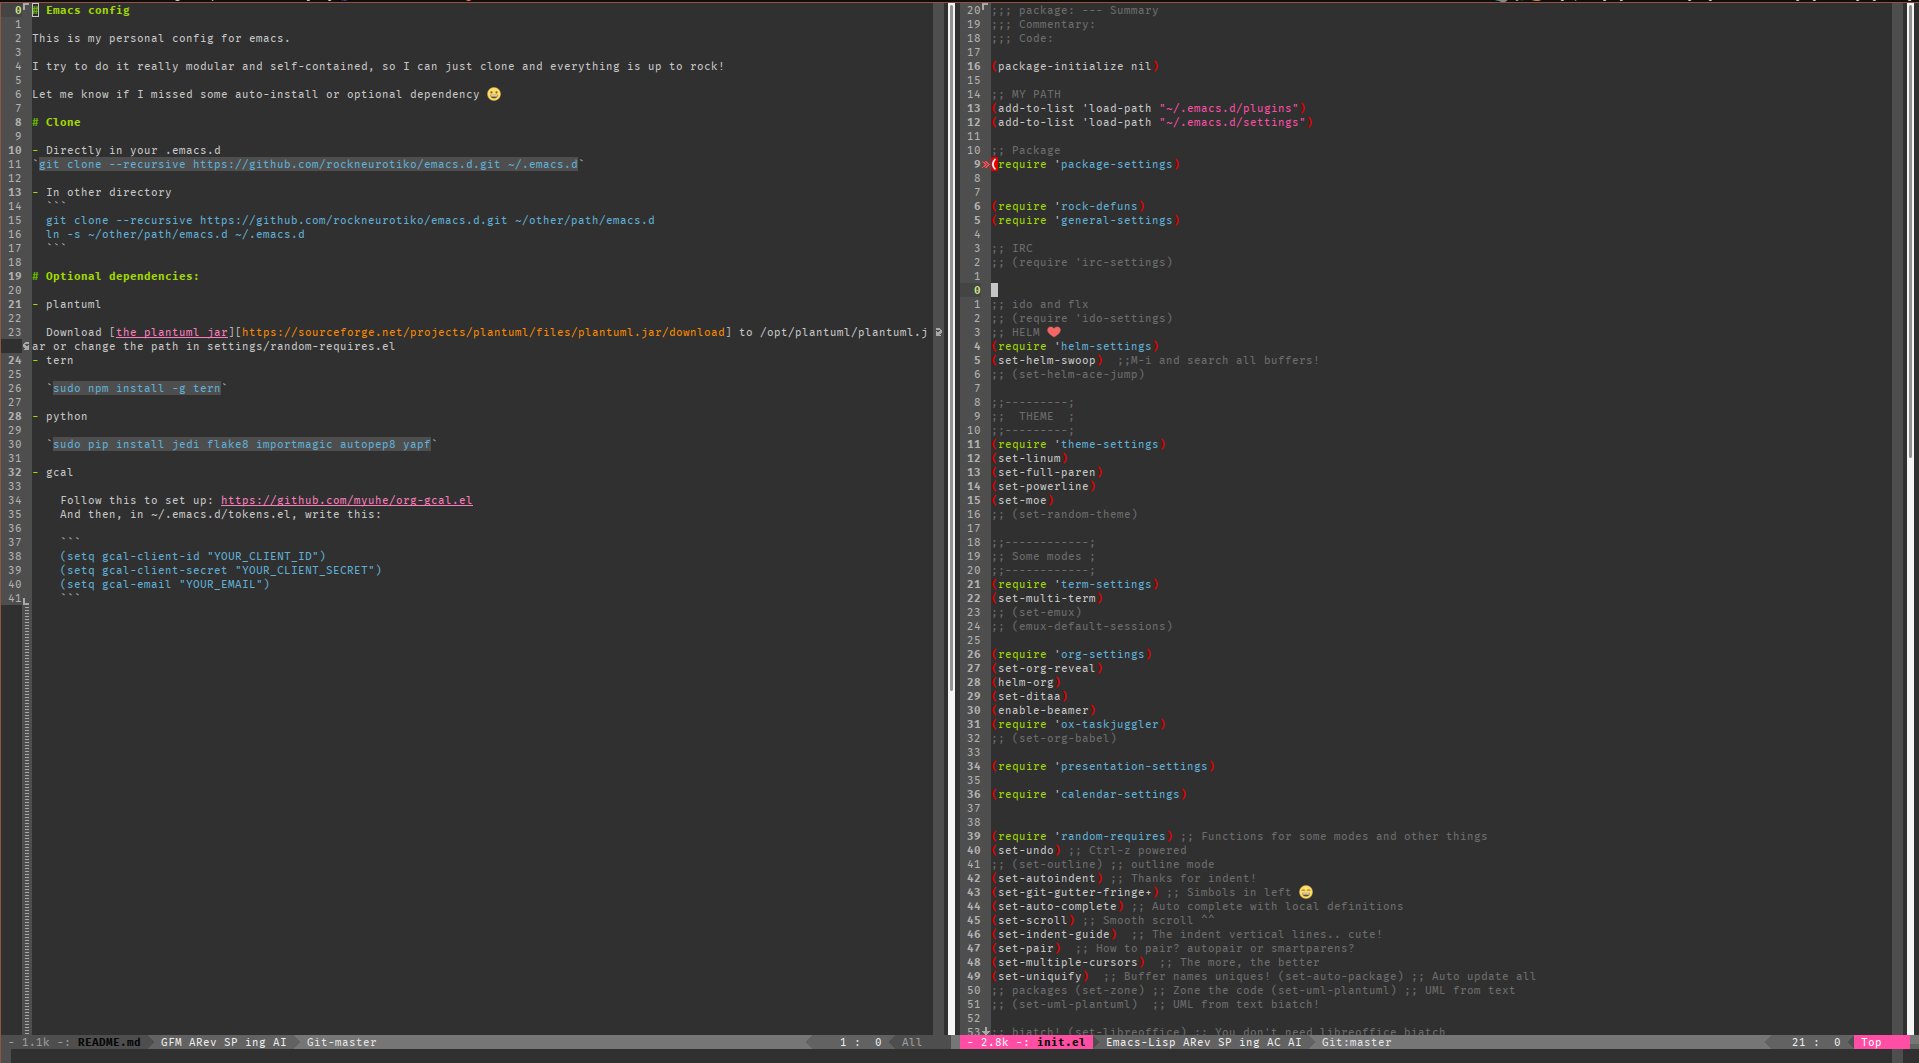 0 # Emacs config
1
2 This is my personal config for emacs.
3
4 I try to do it really modular and self-contained, so I can just clone and everything is up to rock!
5
6 Let me know if I missed some auto-install or optional dependency 🙂
7
8 # Clone
9
10 - Directly in your .emacs.d
11 `git clone --recursive https://github.com/rockneurotiko/emacs.d.git ~/.emacs.d`
12
13 - In other directory
14 ```
15 git clone --recursive https://github.com/rockneurotiko/emacs.d.git ~/other/path/emacs.d
16 ln -s ~/other/path/emacs.d ~/.emacs.d
17 ```
18
19 # Optional dependencies:
20
21 - plantuml
22
23 Download [the plantuml jar][https://sourceforge.net/projects/plantuml/files/plantuml.jar/download] to /opt/plantuml/plantuml.j
ar or change the path in settings/random-requires.el
24 - tern
25
26 `sudo npm install -g tern`
27
28 - python
29
30 `sudo pip install jedi flake8 importmagic autopep8 yapf`
31
32 - gcal
33
34 Follow this to set up: https://github.com/myuhe/org-gcal.el
35 And then, in ~/.emacs.d/tokens.el, write this:
36
37 ```
38 (setq gcal-client-id "YOUR_CLIENT_ID")
39 (setq gcal-client-secret "YOUR_CLIENT_SECRET")
40 (setq gcal-email "YOUR_EMAIL")
41 ```
- 1.1k -: README.md GFM ARev SP ing AI Git-master 1 : 0 All
20 ;;; package: --- Summary
19 ;;; Commentary:
18 ;;; Code:
17
16 (package-initialize nil)
15
14 ;; MY PATH
13 (add-to-list 'load-path "~/.emacs.d/plugins")
12 (add-to-list 'load-path "~/.emacs.d/settings")
11
10 ;; Package
9 (require 'package-settings)
8
7
6 (require 'rock-defuns)
5 (require 'general-settings)
4
3 ;; IRC
2 ;; (require 'irc-settings)
1
0
1 ;; ido and flx
2 ;; (require 'ido-settings)
3 ;; HELM ❤
4 (require 'helm-settings)
5 (set-helm-swoop) ;;M-i and search all buffers!
6 ;; (set-helm-ace-jump)
7
8 ;;---------;
9 ;; THEME ;
10 ;;---------;
11 (require 'theme-settings)
12 (set-linum)
13 (set-full-paren)
14 (set-powerline)
15 (set-moe)
16 ;; (set-random-theme)
17
18 ;;------------;
19 ;; Some modes ;
20 ;;------------;
21 (require 'term-settings)
22 (set-multi-term)
23 ;; (set-emux)
24 ;; (emux-default-sessions)
25
26 (require 'org-settings)
27 (set-org-reveal)
28 (helm-org)
29 (set-ditaa)
30 (enable-beamer)
31 (require 'ox-taskjuggler)
32 ;; (set-org-babel)
33
34 (require 'presentation-settings)
35
36 (require 'calendar-settings)
37
38
39 (require 'random-requires) ;; Functions for some modes and other things
40 (set-undo) ;; Ctrl-z powered
41 ;; (set-outline) ;; outline mode
42 (set-autoindent) ;; Thanks for indent!
43 (set-git-gutter-fringe+) ;; Simbols in left 😄
44 (set-auto-complete) ;; Auto complete with local definitions
45 (set-scroll) ;; Smooth scroll ^^
46 (set-indent-guide) ;; The indent vertical lines.. cute!
47 (set-pair) ;; How to pair? autopair or smartparens?
48 (set-multiple-cursors) ;; The more, the better
49 (set-uniquify) ;; Buffer names uniques! (set-auto-package) ;; Auto update all
50 ;; packages (set-zone) ;; Zone the code (set-uml-plantuml) ;; UML from text
51 ;; (set-uml-plantuml) ;; UML from text biatch!
52
53 ;; biatch! (set-libreoffice) ;; You don't need libreoffice biatch
- 2.8k -: init.el Emacs-Lisp ARev SP ing AC AI Git:master 21 : 0 Top